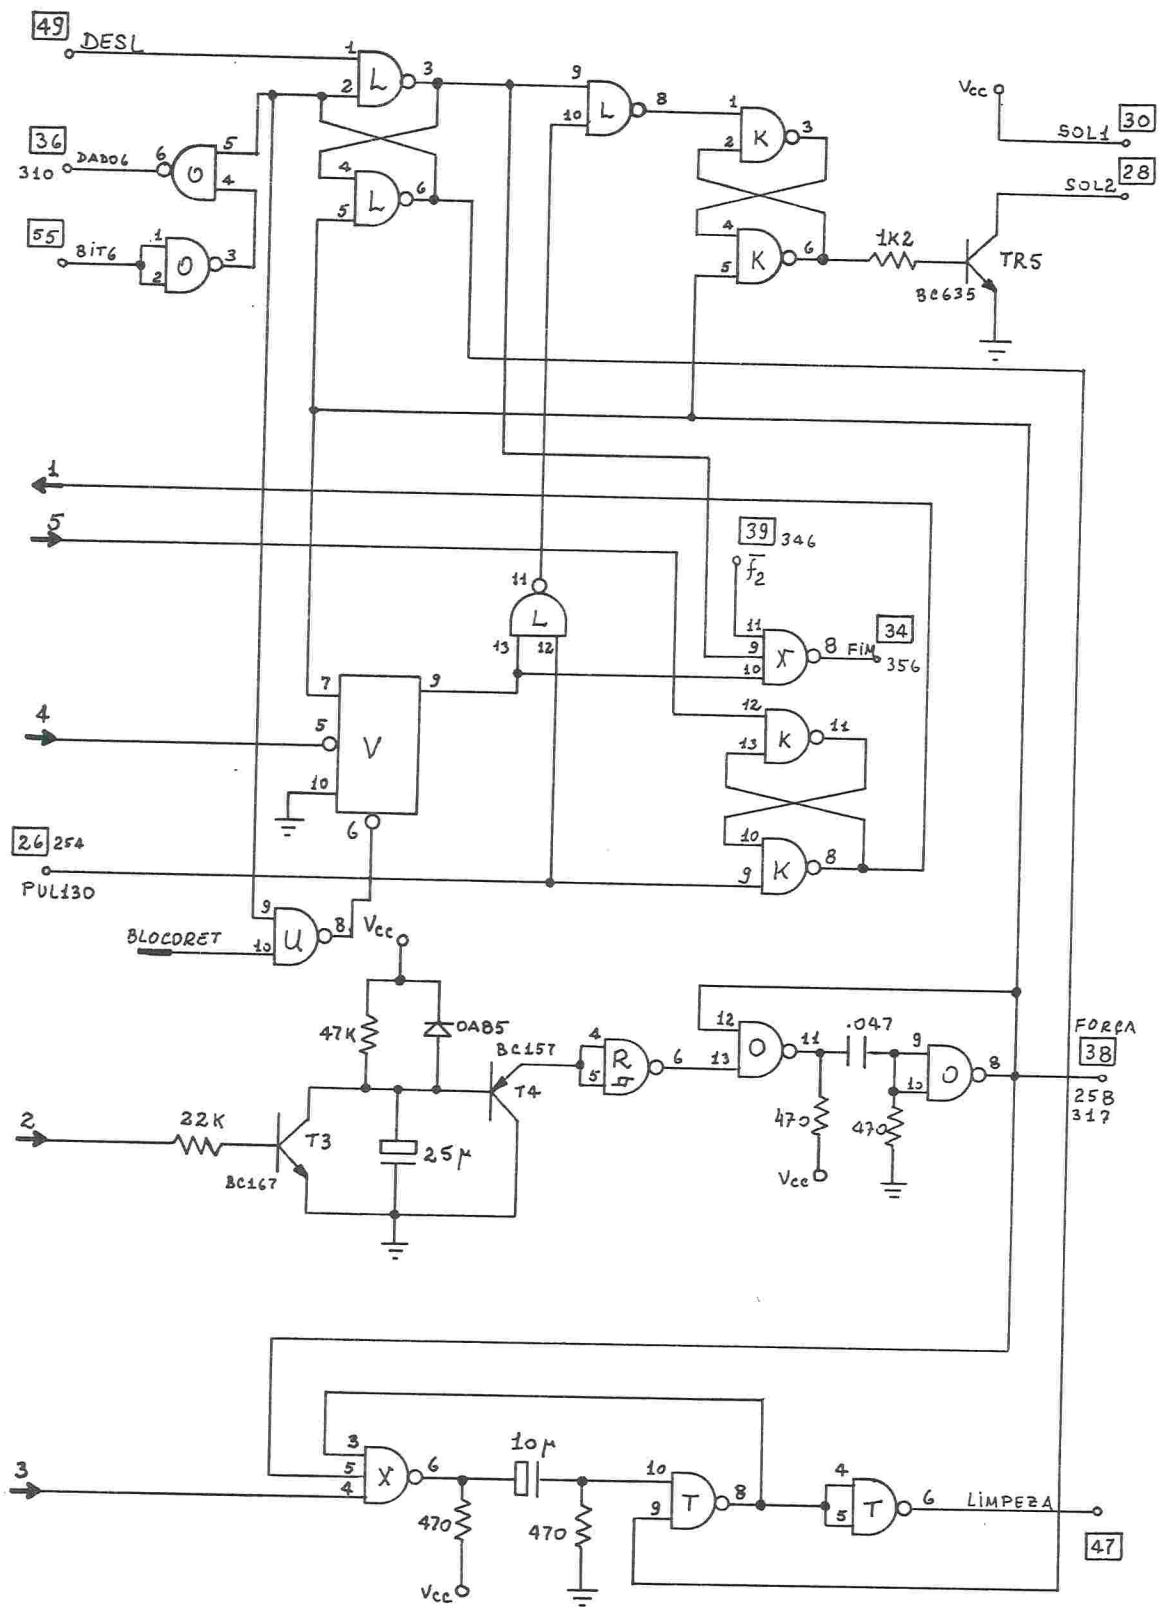 49
DESL
1
2
L
3
9
10
L
8
1
2
K
3
Vcc
SOL1
30
36
310
DADO6
6
O
5
4
4
5
L
6
SOL2
28
55
BIT6
1
2
O
3
4
5
K
6
1K2
BC635
TR5
1
5
39
346
f̅2
11
L
13
12
11
9
10
X
8
FIM
34
356
7
9
4
5
V
10
6
12
13
K
11
10
9
K
8
26
254
PUL130
9
10
U
8
BLOCORET
Vcc
47K
OA85
BC157
T4
4
5
R
6
12
13
O
11
.047
9
10
O
8
FORÇA
38
258
317
470
470
Vcc
2
22K
T3
BC167
25µ
3
3
5
4
X
6
10µ
470
470
Vcc
10
9
T
8
4
5
T
6
LIMPEZA
47